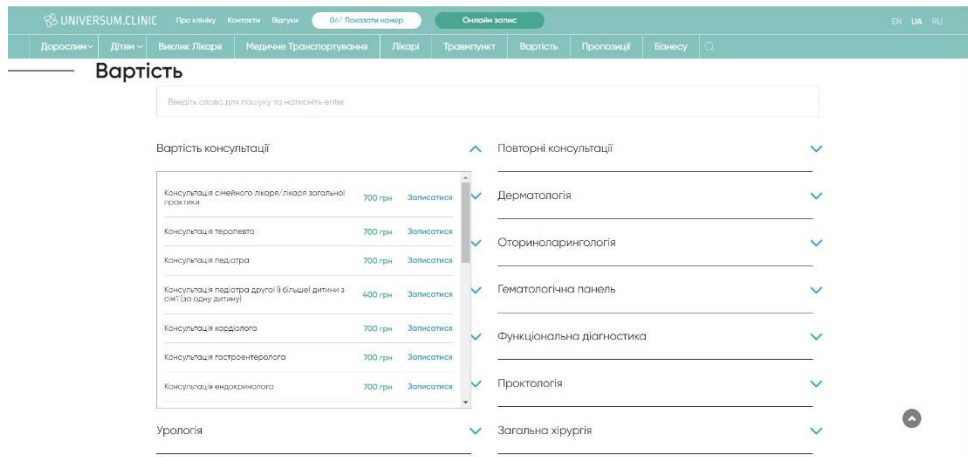 UNIVERSUM.CLINIC Про клініку Контакти Відгуки 067 Показати номер Онлайн запис EN UA RU
Дорослим Дітям Виклик Лікаря Медичне Транспортування Лікарі Травмпункт Вартість Пропозиції Бізнесу
Вартість
Введіть слово для пошуку та натисніть enter
Вартість консультації
Консультація сімейного лікаря/лікаря загальної
практики
700 грн Записатися
Консультація терапевта 700 грн Записатися
Консультація педіатра 700 грн Записатися
Консультація педіатра другої (і більше) дитини з
сім'ї (за одну дитину)
400 грн Записатися
Консультація кардіолога 700 грн Записатися
Консультація гастроентеролога 700 грн Записатися
Консультація ендокринолога 700 грн Записатися
Урологія
Повторні консультації
Дерматологія
Оториноларингологія
Гематологічна панель
Функціональна діагностика
Проктологія
Загальна хірургія